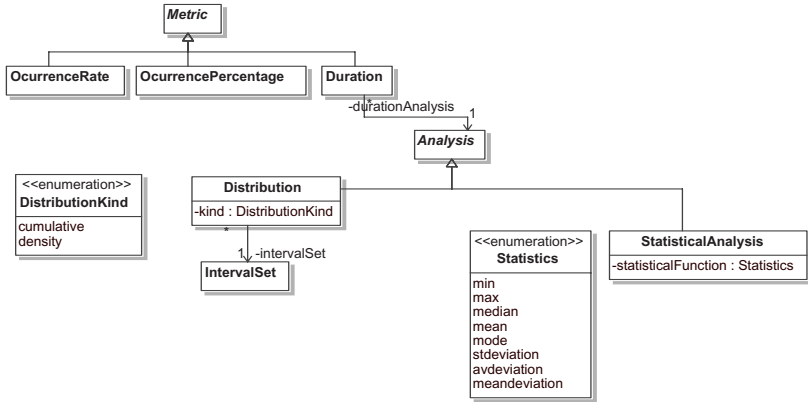 Metric
OcurrenceRate
OcurrencePercentage
Duration
*
-durationAnalysis
1
Analysis
<<enumeration>>
DistributionKind
cumulative
density
Distribution
-kind : DistributionKind
*
1
-intervalSet
IntervalSet
<<enumeration>>
Statistics
min
max
median
mean
mode
stdeviation
avdeviation
meandeviation
StatisticalAnalysis
-statisticalFunction : Statistics